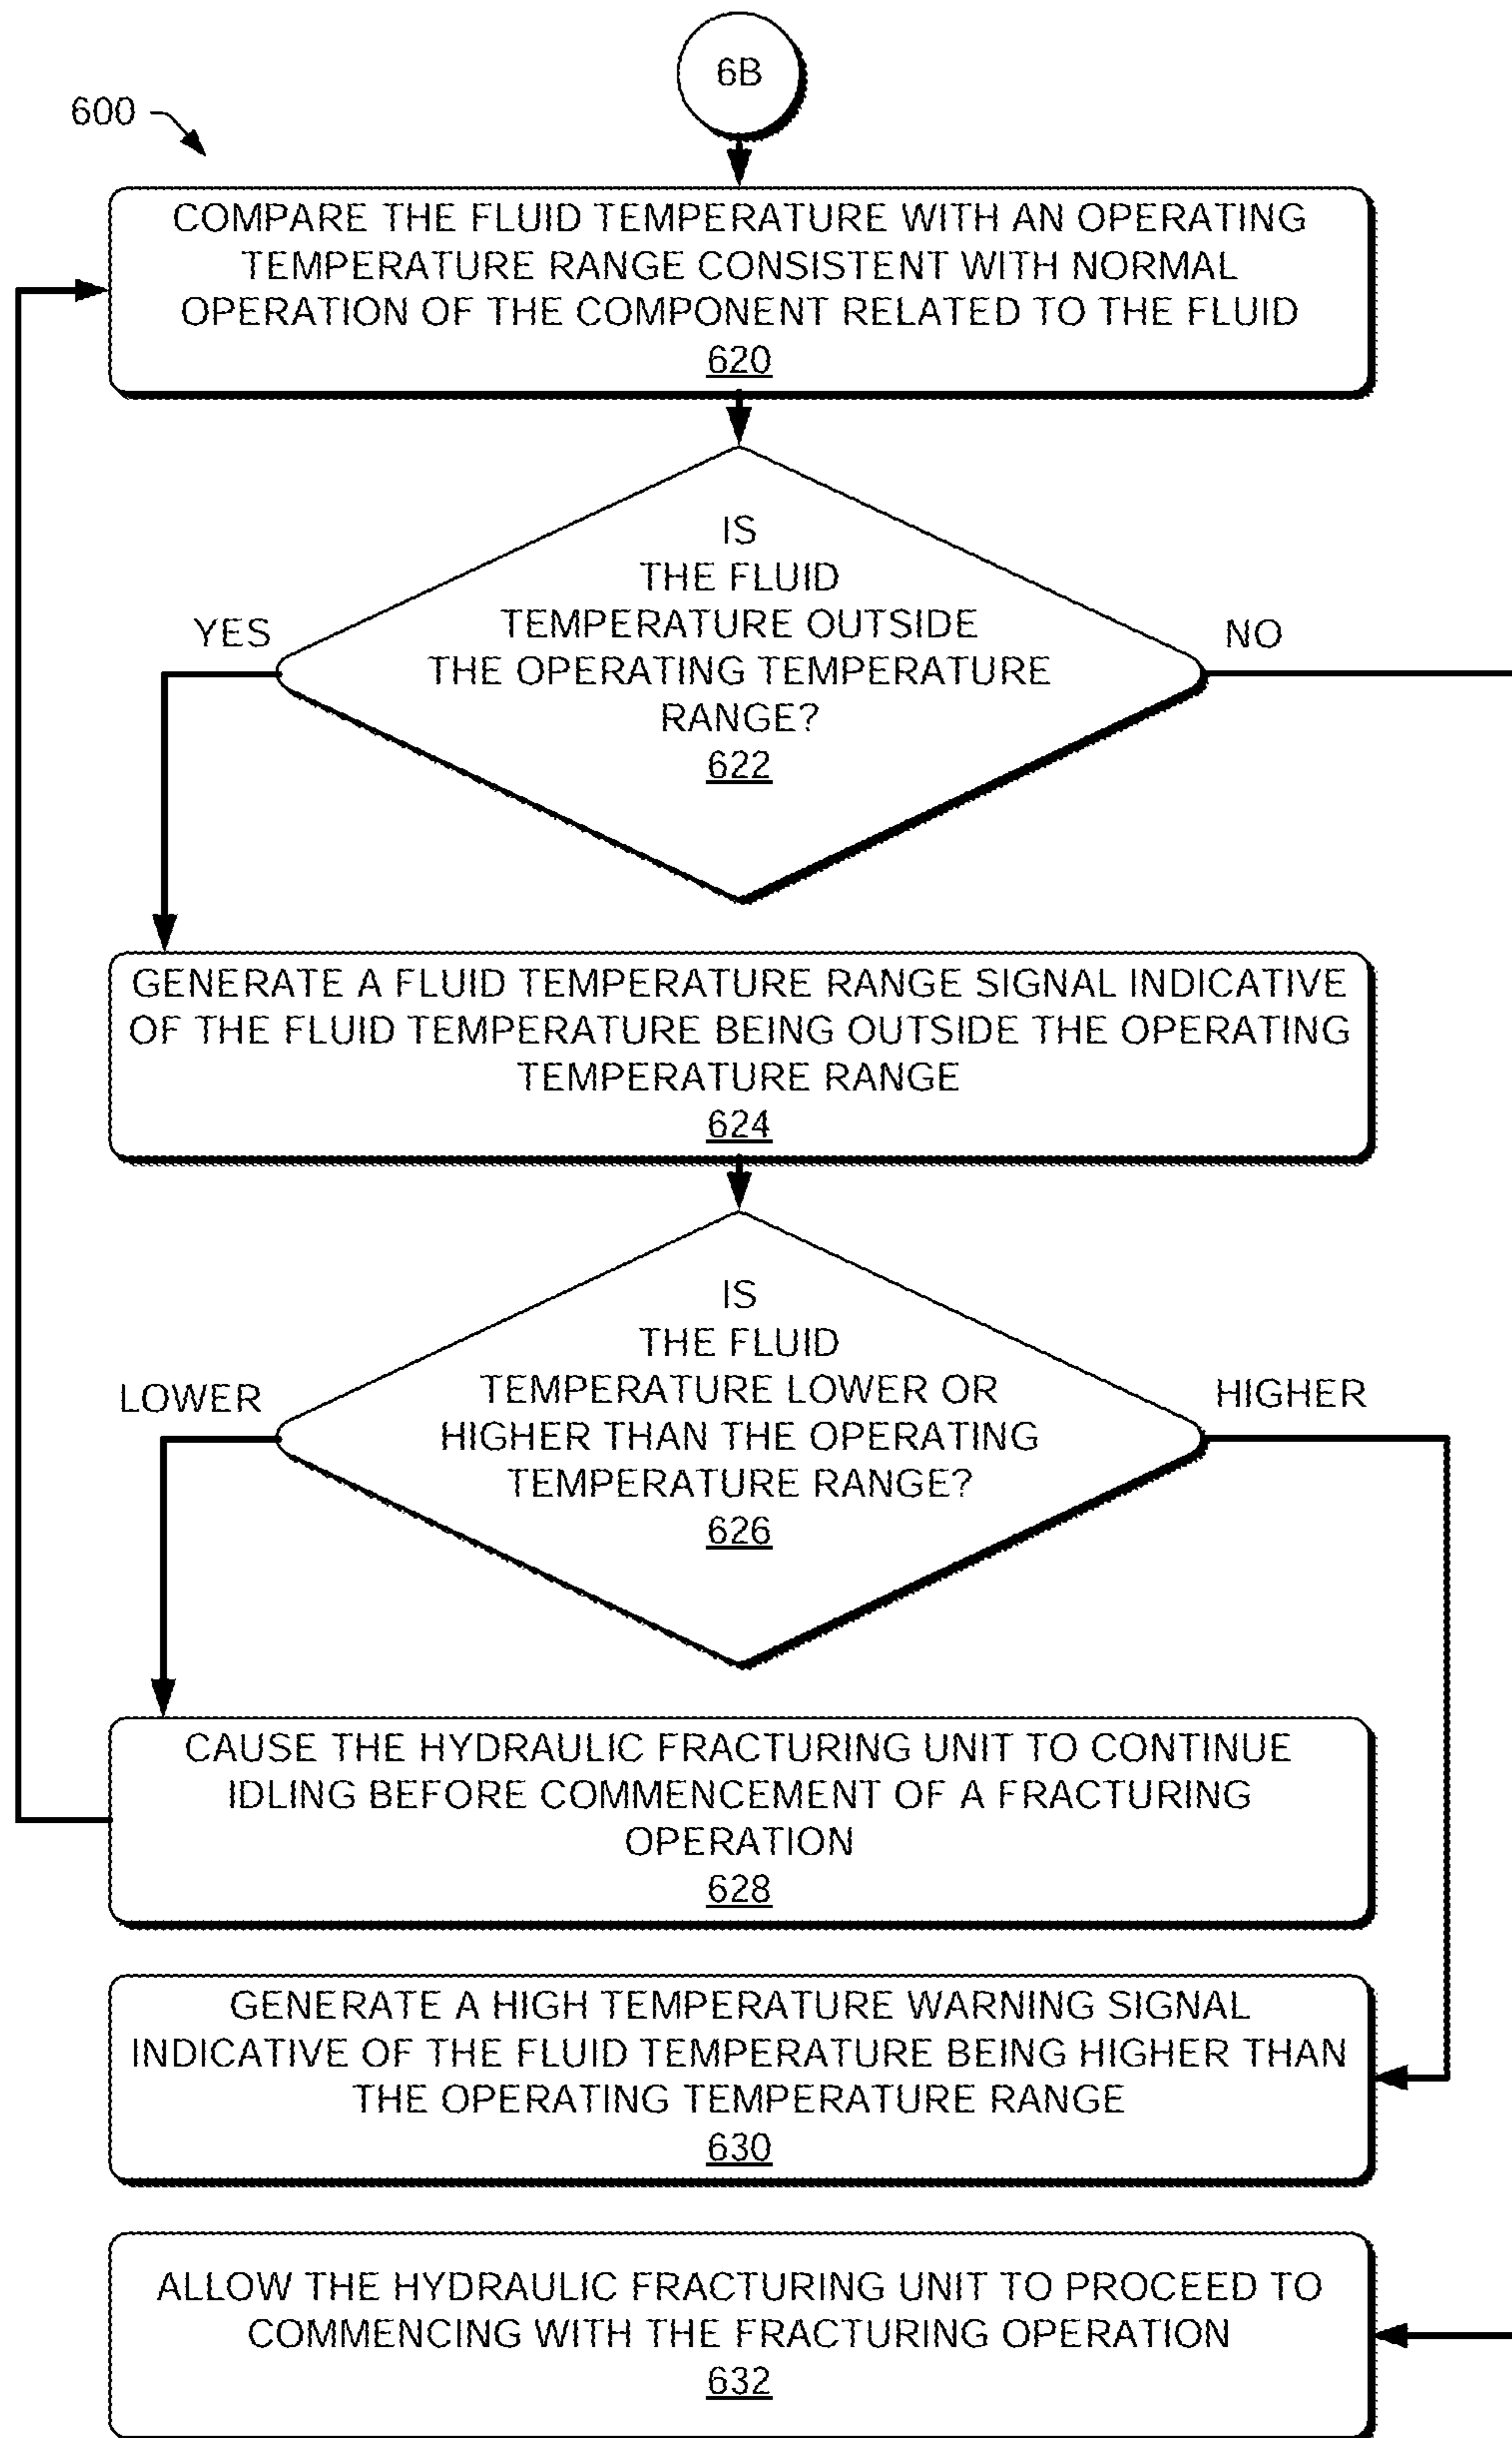 6B
600
COMPARE THE FLUID TEMPERATURE WITH AN OPERATING
TEMPERATURE RANGE CONSISTENT WITH NORMAL
OPERATION OF THE COMPONENT RELATED TO THE FLUID
620
IS
THE FLUID
TEMPERATURE OUTSIDE
THE OPERATING TEMPERATURE
RANGE?
622
YES
NO
GENERATE A FLUID TEMPERATURE RANGE SIGNAL INDICATIVE
OF THE FLUID TEMPERATURE BEING OUTSIDE THE OPERATING
TEMPERATURE RANGE
624
IS
THE FLUID
TEMPERATURE LOWER OR
HIGHER THAN THE OPERATING
TEMPERATURE RANGE?
626
LOWER
HIGHER
CAUSE THE HYDRAULIC FRACTURING UNIT TO CONTINUE
IDLING BEFORE COMMENCEMENT OF A FRACTURING
OPERATION
628
GENERATE A HIGH TEMPERATURE WARNING SIGNAL
INDICATIVE OF THE FLUID TEMPERATURE BEING HIGHER THAN
THE OPERATING TEMPERATURE RANGE
630
ALLOW THE HYDRAULIC FRACTURING UNIT TO PROCEED TO
COMMENCING WITH THE FRACTURING OPERATION
632